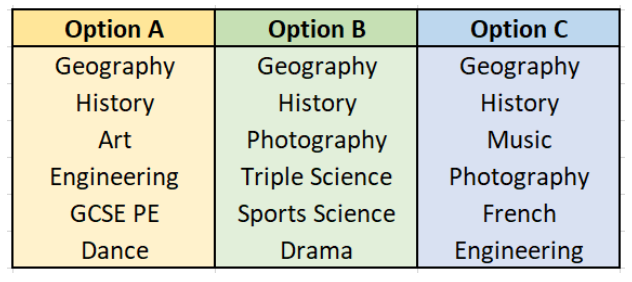 Option A Option B Option C
Geography Geography Geography
History History History
Art Photography Music
Engineering Triple Science Photography
GCSE PE Sports Science French
Dance Drama Engineering